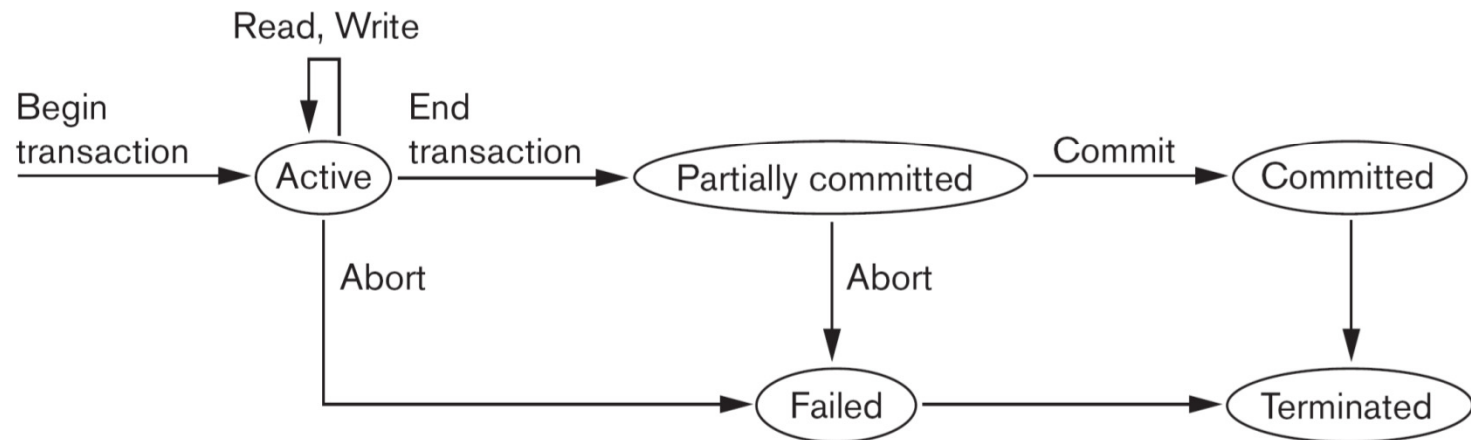 Read, Write
Begin
transaction
End
transaction
Commit
Active
Partially committed
Committed
Abort
Abort
Failed
Terminated